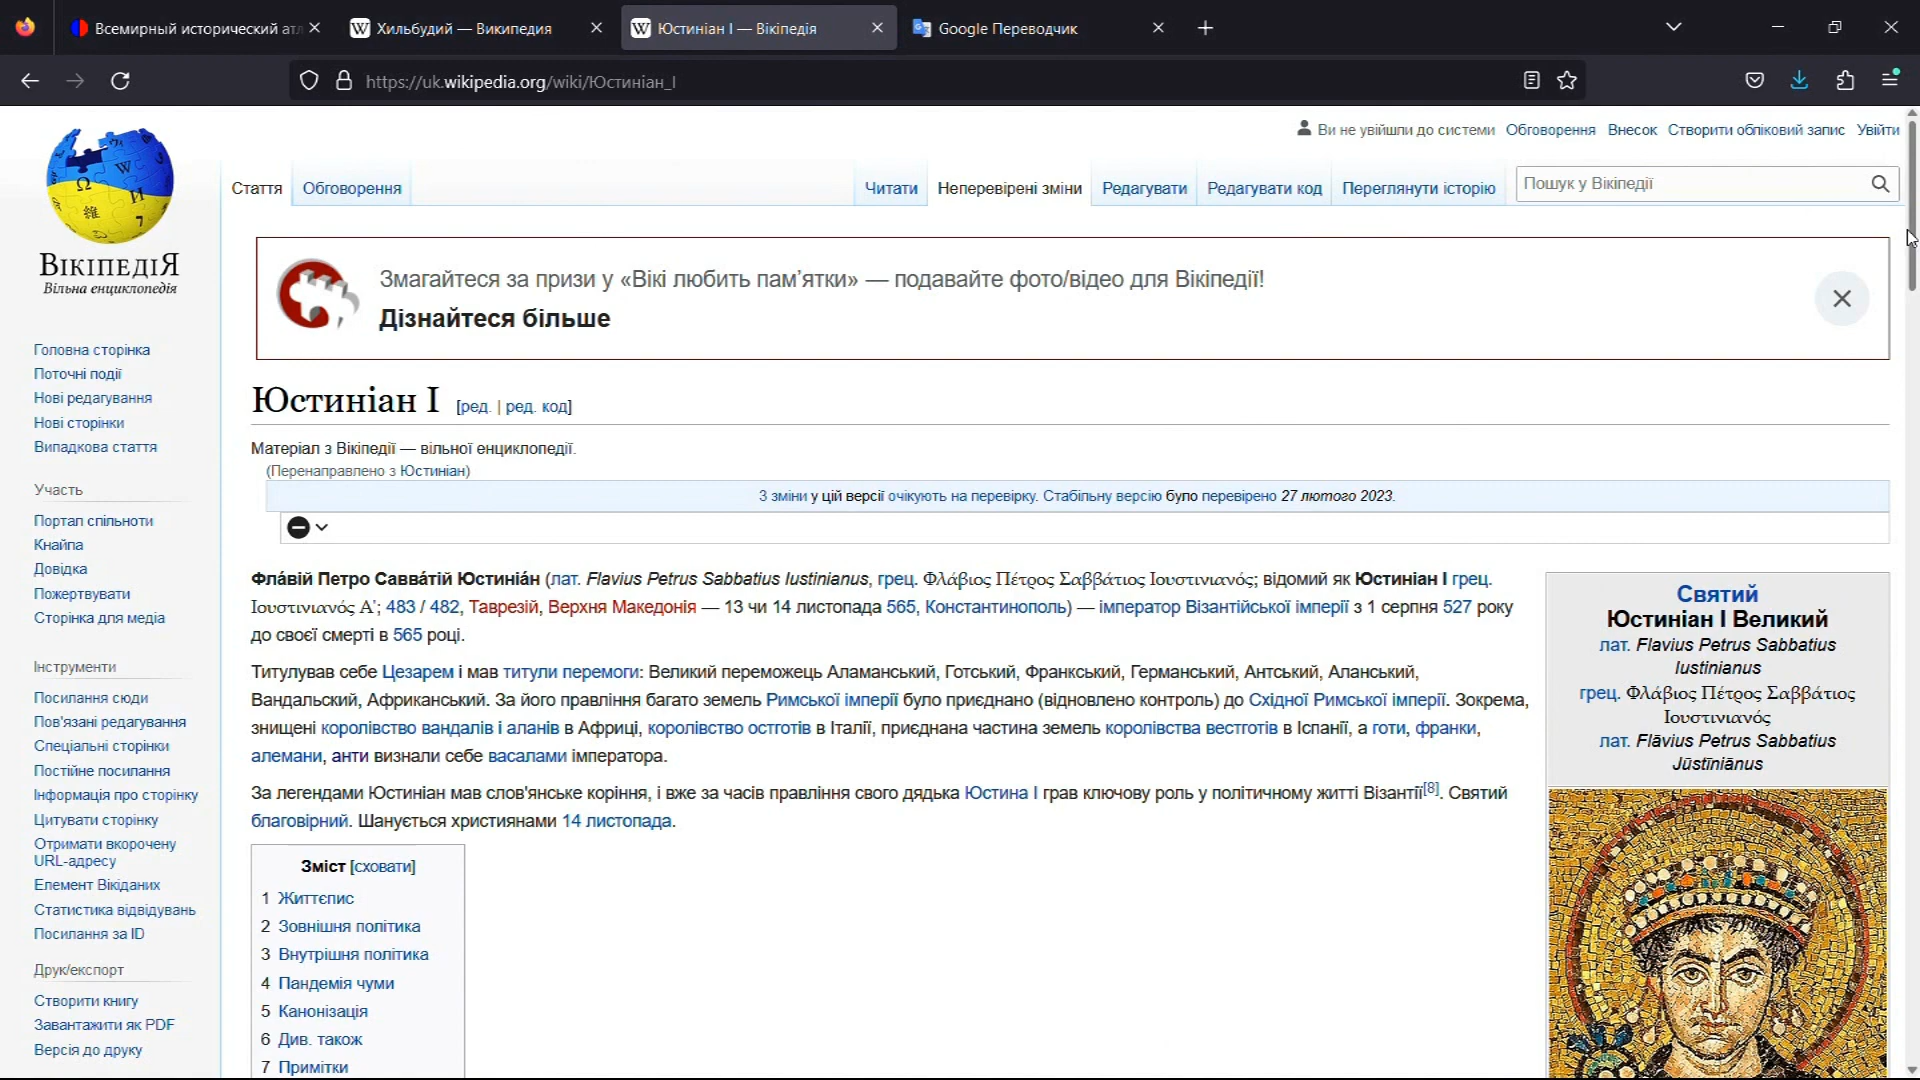 Всемирный исторический атл
Хильбудий — Википедия
Юстиніан I — Вікіпедія
Google Переводчик
https://uk.wikipedia.org/wiki/Юстиніан_I
Ви не увійшли до системи Обговорення Внесок Створити обліковий запис Увійти
Стаття Обговорення Читати Неперевірені зміни Редагувати Редагувати код Переглянути історію Пошук у Вікіпедії
ВікіпедіЯ
Вільна енциклопедія
Змагайтеся за призи у «Вікі любить пам’ятки» — подавайте фото/відео для Вікіпедії!
Дізнайтеся більше
Головна сторінка
Поточні події
Нові редагування
Нові сторінки
Випадкова стаття
Участь
Портал спільноти
Кнайпа
Довідка
Пожертвувати
Сторінка для медіа
Інструменти
Посилання сюди
Пов'язані редагування
Спеціальні сторінки
Постійне посилання
Інформація про сторінку
Цитувати сторінку
Отримати вкорочену
URL-адресу
Елемент Вікіданих
Статистика відвідувань
Посилання за ID
Друк/експорт
Створити книгу
Завантажити як PDF
Версія до друку
Юстиніан I [ред. | ред. код]
Матеріал з Вікіпедії — вільної енциклопедії.
(Перенаправлено з Юстиніан)
3 зміни у цій версії очікують на перевірку. Стабільну версію було перевірено 27 лютого 2023.
Фла́вій Петро Савва́тій Юстиніа́н (лат. Flavius Petrus Sabbatius Iustinianus, грец. Φλάβιος Πέτρος Σαββάτιος Ιουστινιανός; відомий як Юстиніан I грец.
Ιουστινιανός Α'; 483 / 482, Таврезій, Верхня Македонія — 13 чи 14 листопада 565, Константинополь) — імператор Візантійської імперії з 1 серпня 527 року
до своєї смерті в 565 році.
Титулував себе Цезарем і мав титули перемоги: Великий переможець Аламанський, Готський, Франкський, Германський, Антський, Аланський,
Вандальский, Африканський. За його правління багато земель Римської імперії було приєднано (відновлено контроль) до Східної Римської імперії. Зокрема,
знищені королівство вандалів і аланів в Африці, королівство остготів в Італії, приєднана частина земель королівства вестготів в Іспанії, а готи, франки,
алемани, анти визнали себе васалами імператора.
За легендами Юстиніан мав слов'янське коріння, і вже за часів правління свого дядька Юстина I грав ключову роль у політичному житті Візантії[8]. Святий
благовірний. Шанується християнами 14 листопада.
Зміст [сховати]
1 Життєпис
2 Зовнішня політика
3 Внутрішня політика
4 Пандемія чуми
5 Канонізація
6 Див. також
7 Примітки
Святий
Юстиніан I Великий
лат. Flavius Petrus Sabbatius
Iustinianus
грец. Φλάβιος Πέτρος Σαββάτιος
Ιουστινιανός
лат. Flāvius Petrus Sabbatius
Jūstīniānus